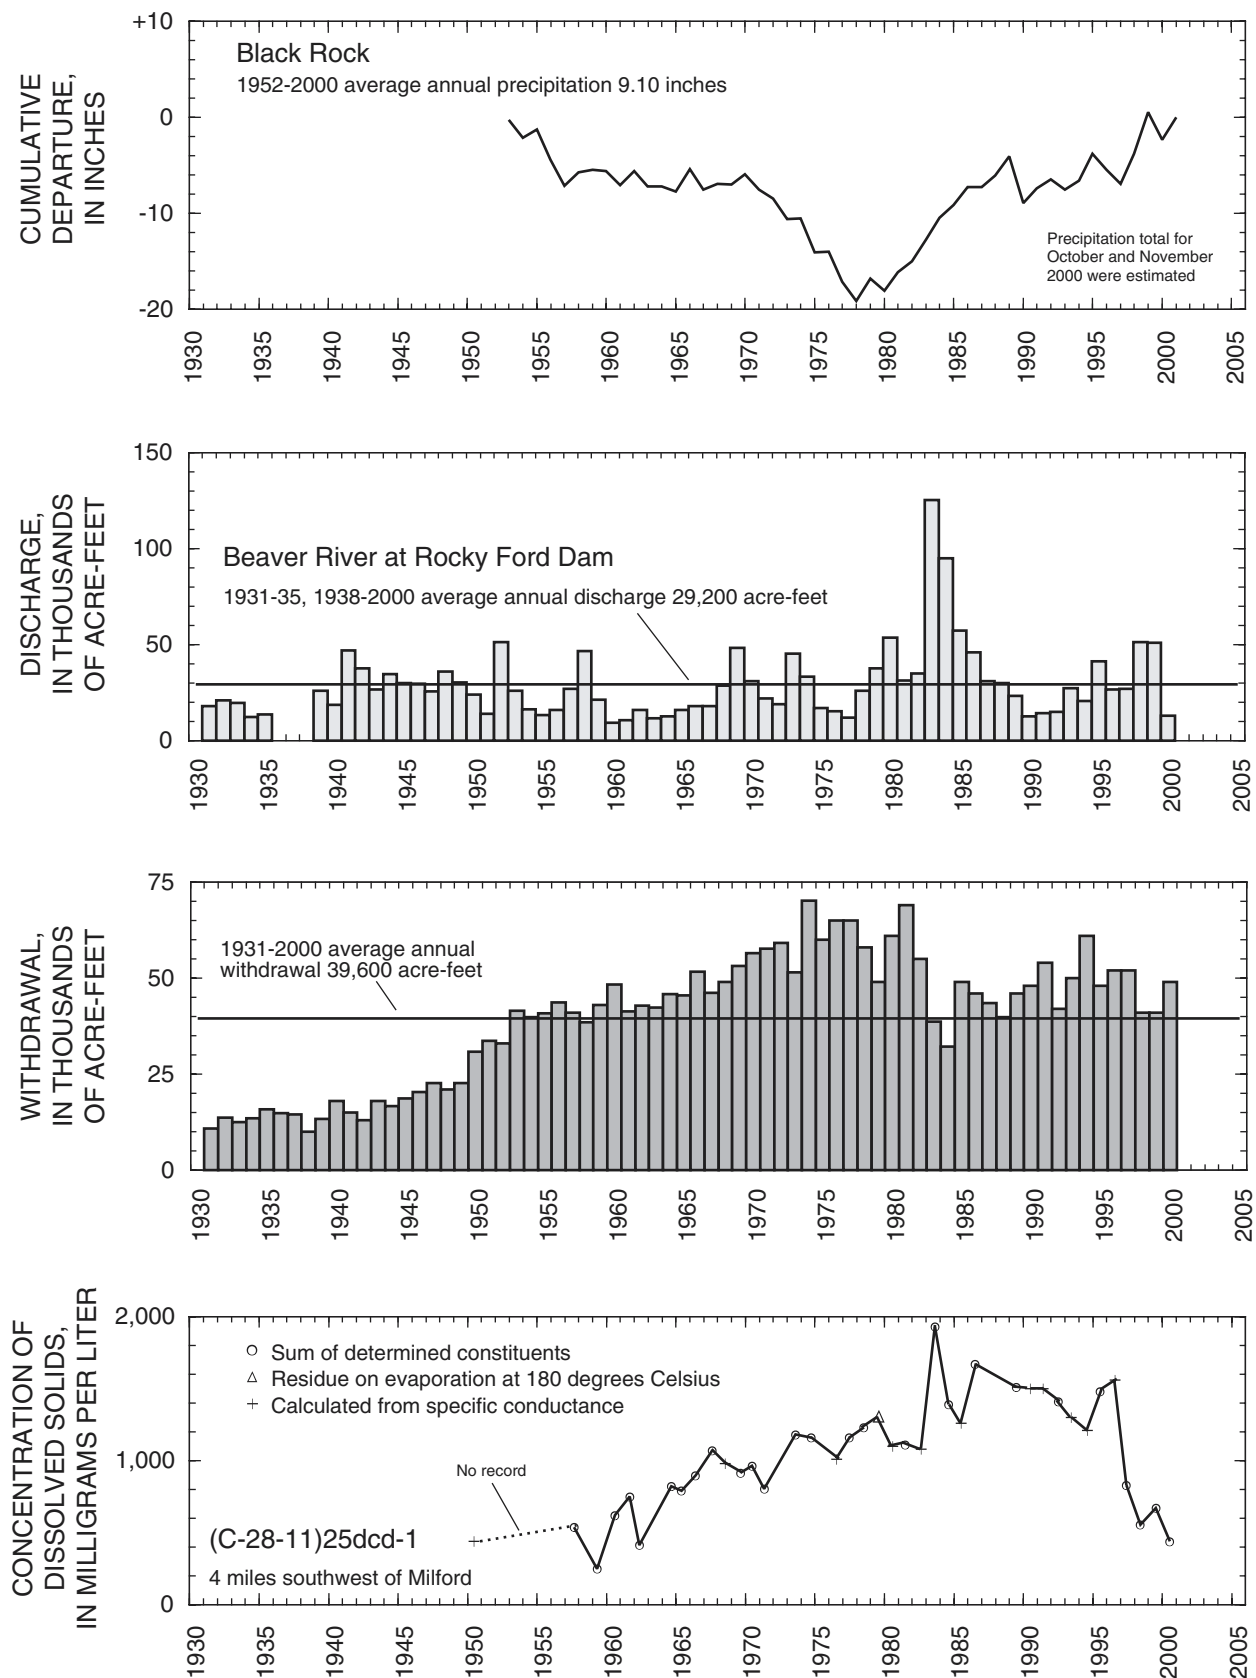 CUMULATIVE
DEPARTURE,
IN INCHES
+10
0
-10
-20
Black Rock
1952-2000 average annual precipitation 9.10 inches
Precipitation total for
October and November
2000 were estimated
1930
1935
1940
1945
1950
1955
1960
1965
1970
1975
1980
1985
1990
1995
2000
2005
DISCHARGE,
IN THOUSANDS
OF ACRE-FEET
150
100
50
0
Beaver River at Rocky Ford Dam
1931-35, 1938-2000 average annual discharge 29,200 acre-feet
1930
1935
1940
1945
1950
1955
1960
1965
1970
1975
1980
1985
1990
1995
2000
2005
WITHDRAWAL,
IN THOUSANDS
OF ACRE-FEET
75
50
25
0
1931-2000 average annual
withdrawal 39,600 acre-feet
1930
1935
1940
1945
1950
1955
1960
1965
1970
1975
1980
1985
1990
1995
2000
2005
CONCENTRATION OF
DISSOLVED SOLIDS,
IN MILLIGRAMS PER LITER
2,000
1,000
0
Sum of determined constituents
Residue on evaporation at 180 degrees Celsius
Calculated from specific conductance
No record
(C-28-11)25dcd-1
4 miles southwest of Milford
1930
1935
1940
1945
1950
1955
1960
1965
1970
1975
1980
1985
1990
1995
2000
2005